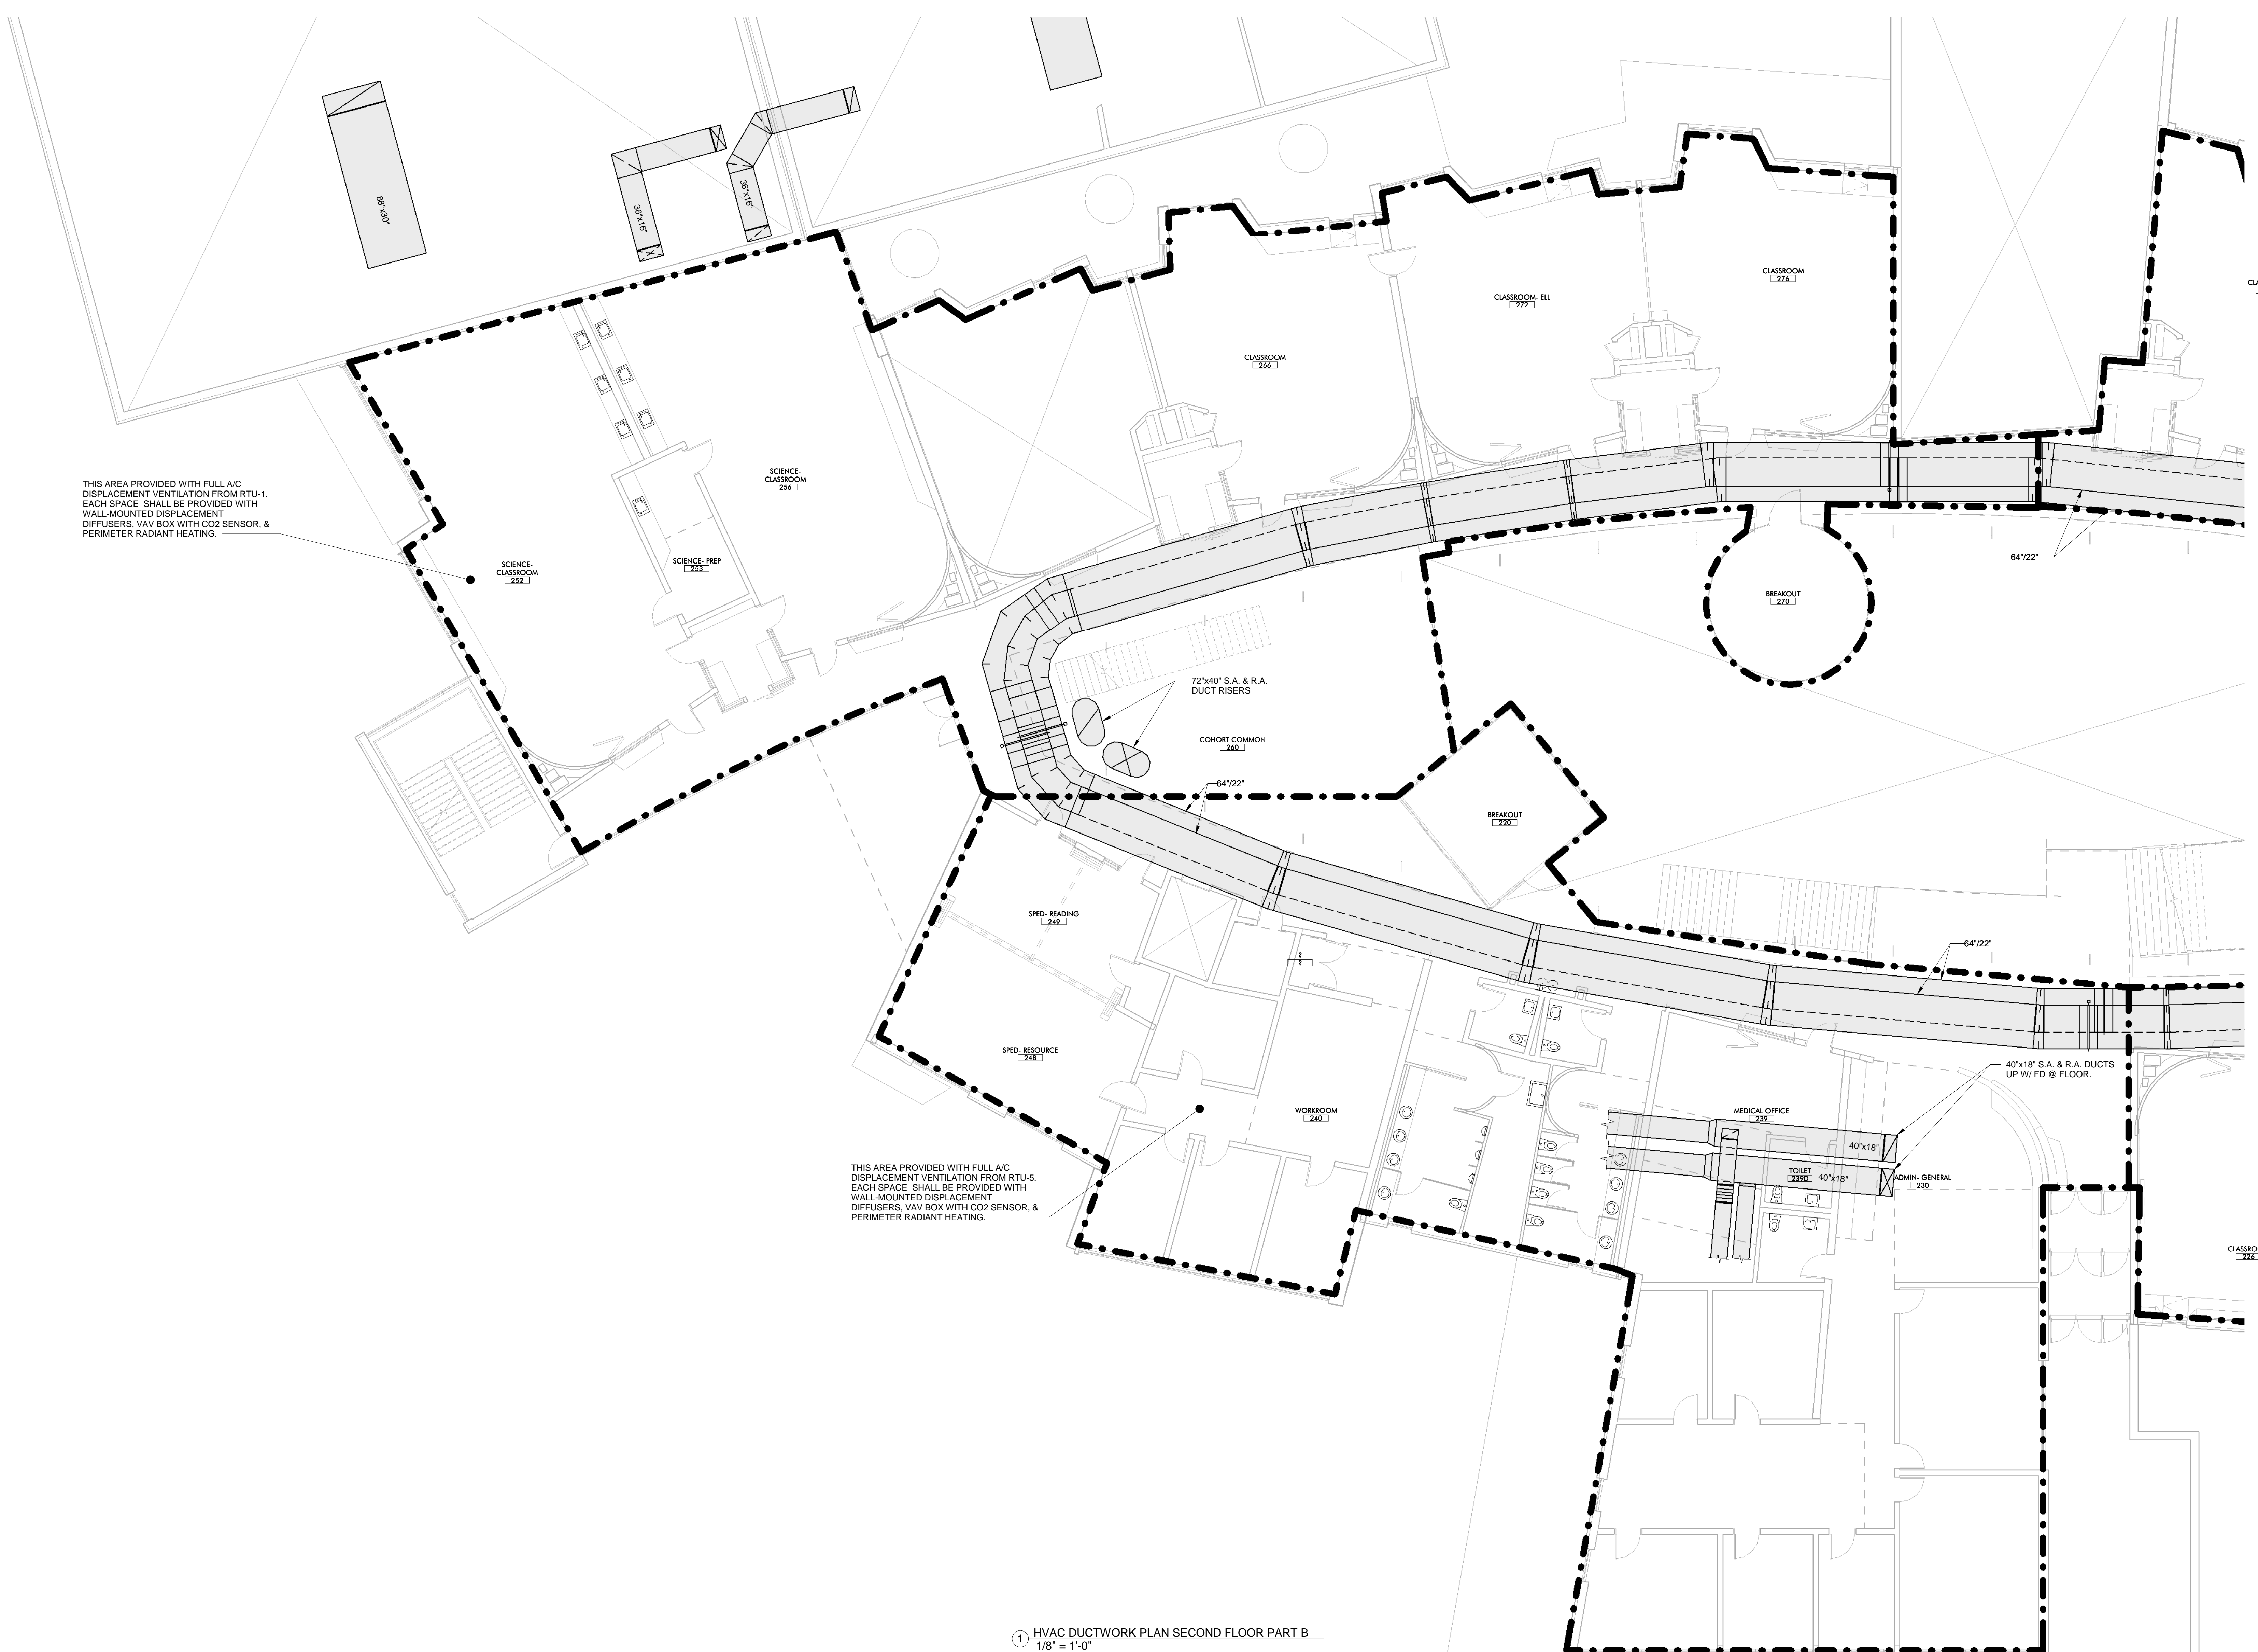 88"x30"
36"x16"
36"x16"
CLASSROOM
276
CLASSROOM- ELL
272
CLASSROOM
266
SCIENCE-
CLASSROOM
256
THIS AREA PROVIDED WITH FULL A/C
DISPLACEMENT VENTILATION FROM RTU-1.
EACH SPACE SHALL BE PROVIDED WITH
WALL-MOUNTED DISPLACEMENT
DIFFUSERS, VAV BOX WITH CO2 SENSOR, &
PERIMETER RADIANT HEATING.
SCIENCE-
CLASSROOM
252
SCIENCE- PREP
253
64"/22"
BREAKOUT
270
72"x40" S.A. & R.A.
DUCT RISERS
COHORT COMMON
260
64"/22"
BREAKOUT
220
SPED- READING
249
64"/22"
SPED- RESOURCE
248
40"x18" S.A. & R.A. DUCTS
UP W/ FD @ FLOOR.
WORKROOM
240
MEDICAL OFFICE
239
40"x18"
TOILET
239D
40"x18"
ADMIN- GENERAL
230
THIS AREA PROVIDED WITH FULL A/C
DISPLACEMENT VENTILATION FROM RTU-5.
EACH SPACE SHALL BE PROVIDED WITH
WALL-MOUNTED DISPLACEMENT
DIFFUSERS, VAV BOX WITH CO2 SENSOR, &
PERIMETER RADIANT HEATING.
CLASSRO
226
1 HVAC DUCTWORK PLAN SECOND FLOOR PART B
1/8" = 1'-0"